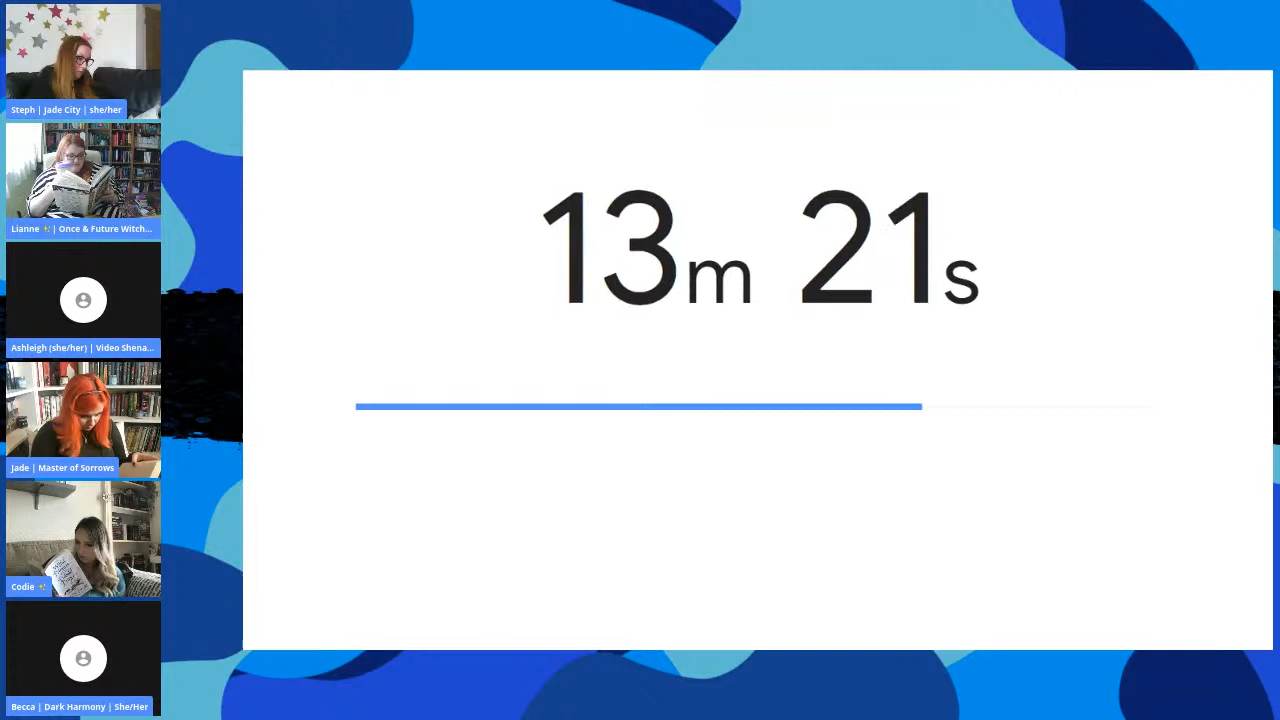 Steph | Jade City | she/her
Lianne ✨| Once & Future Witch...
Ashleigh (she/her) | Video Shena...
Jade | Master of Sorrows
Codie ✨
Becca | Dark Harmony | She/Her
13m 21s